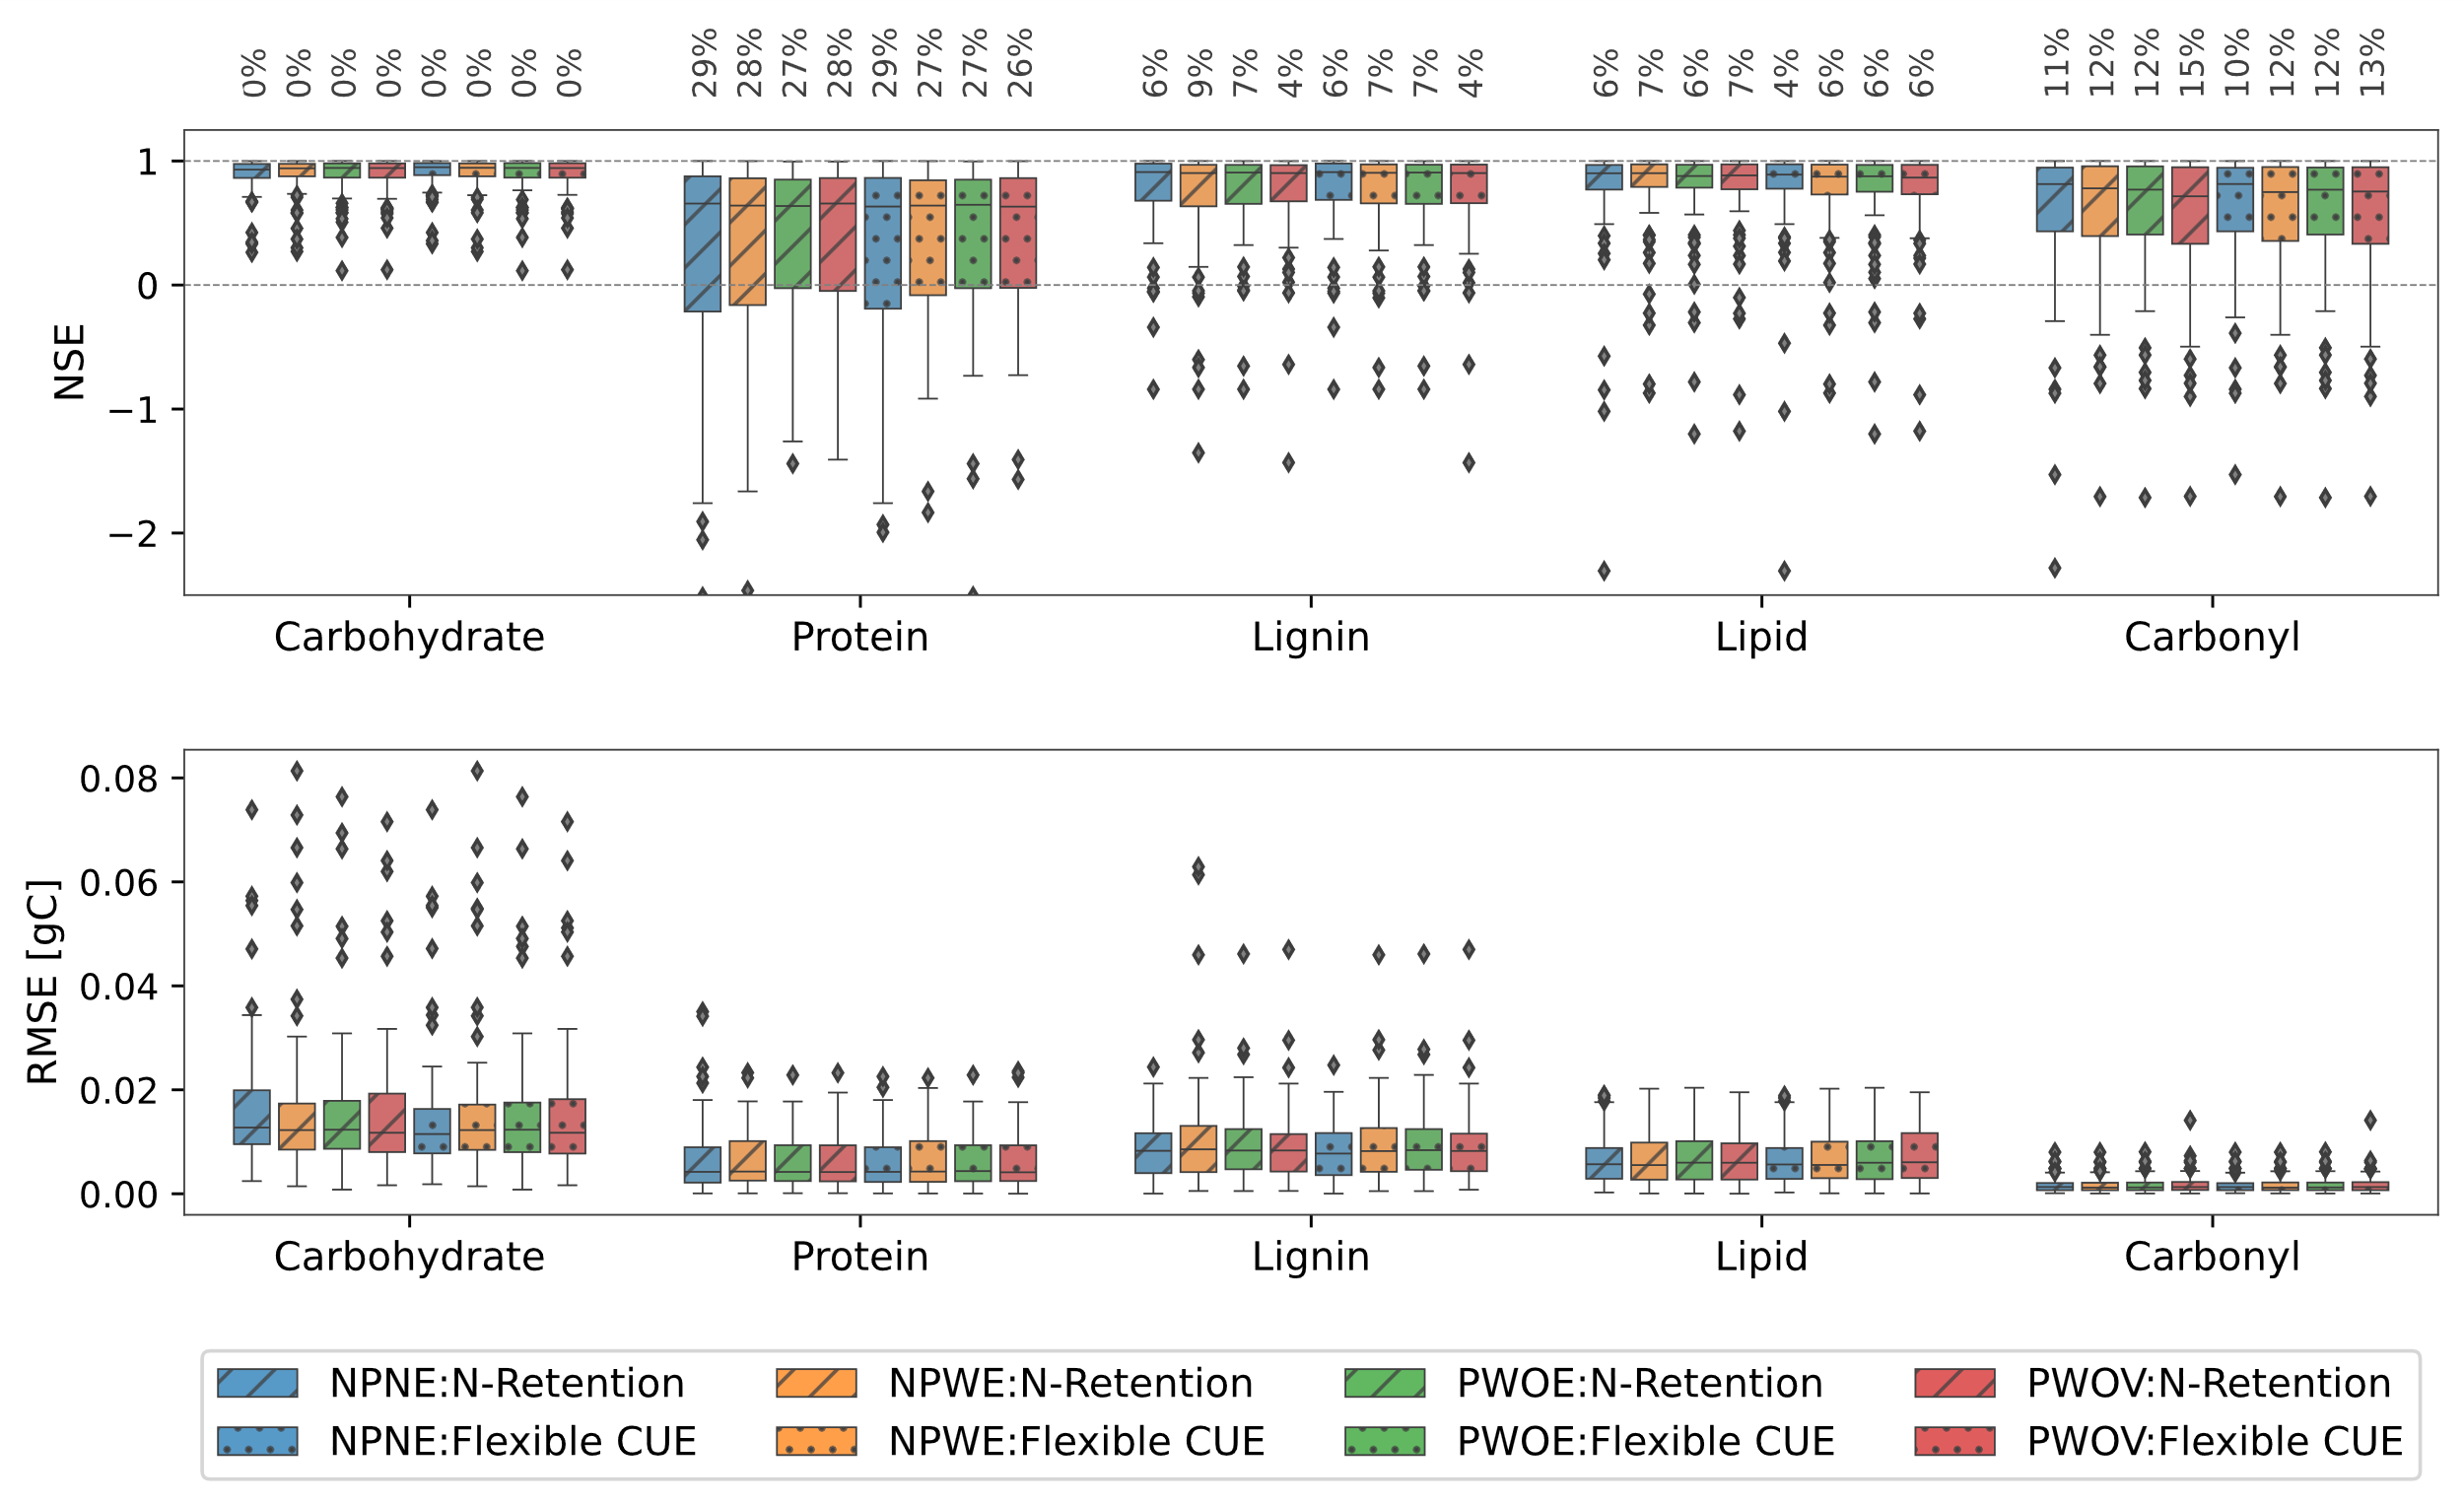 0% 0% 0% 0% 0% 0% 0% 0% 29% 28% 27% 28% 29% 27% 27% 26% 6% 9% 7% 4% 6% 7% 7% 4% 6% 7% 6% 7% 4% 6% 6% 6% 11% 12% 12% 15% 10% 12% 12% 13%
NSE
1
0
−1
−2
Carbohydrate Protein Lignin Lipid Carbonyl
RMSE [gC]
0.08
0.06
0.04
0.02
0.00
Carbohydrate Protein Lignin Lipid Carbonyl
NPNE:N-Retention NPWE:N-Retention PWOE:N-Retention PWOV:N-Retention
NPNE:Flexible CUE NPWE:Flexible CUE PWOE:Flexible CUE PWOV:Flexible CUE